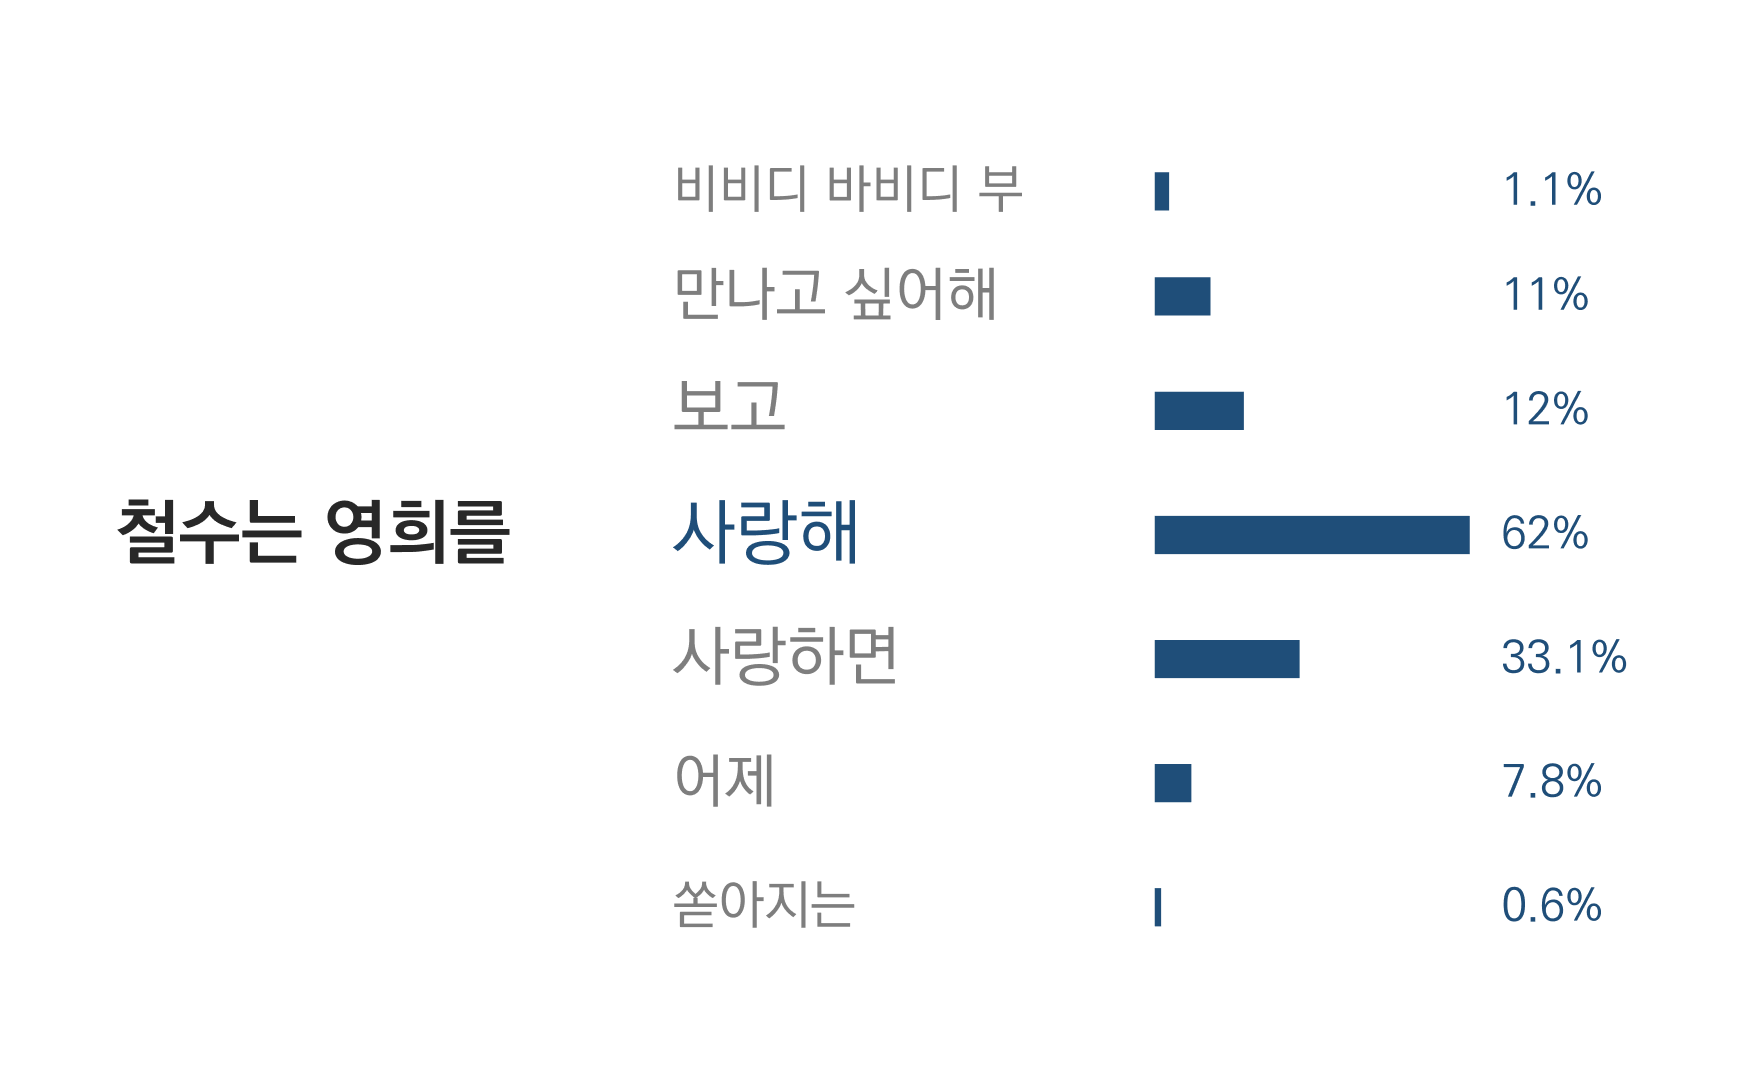 비비디 바비디 부 1.1%
만나고 싶어해 11%
보고 12%
철수는 영희를 사랑해 62%
사랑하면 33.1%
어제 7.8%
쏟아지는 0.6%